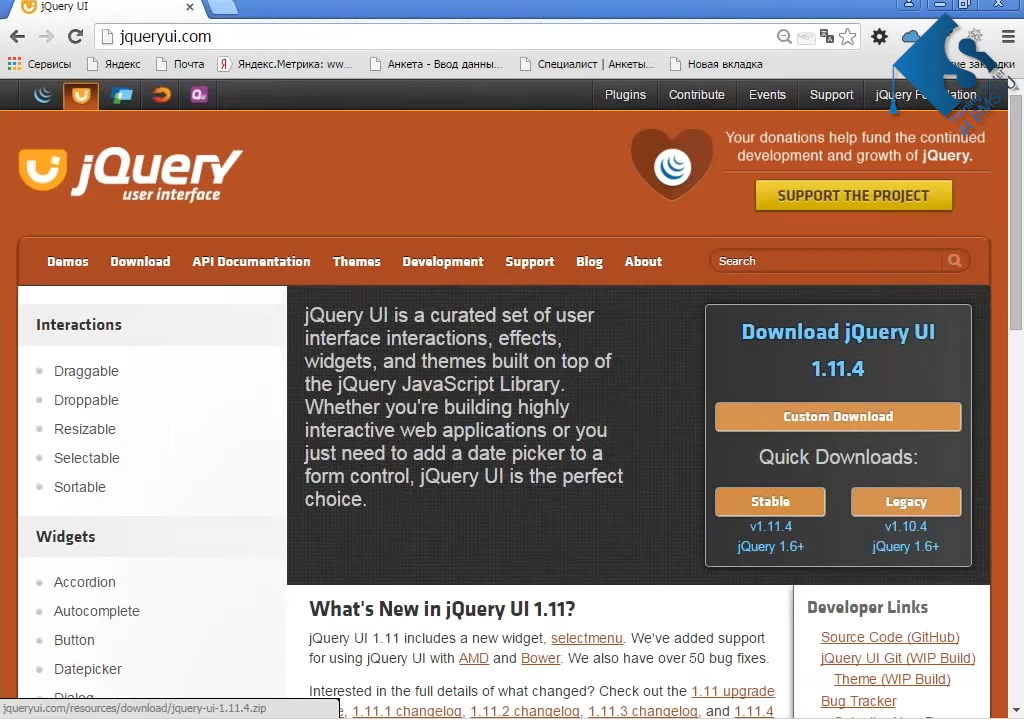 jQuery UI
jqueryui.com
Сервисы
Яндекс
Почта
Яндекс.Метрика: ww...
Анкета - Ввод данны...
Специалист | Анкеты...
Новая вкладка
закладки
Plugins
Contribute
Events
Support
jQuery
jQuery
user interface
Your donations help fund the continued
development and growth of jQuery.
SUPPORT THE PROJECT
Demos
Download
API Documentation
Themes
Development
Support
Blog
About
Search
Interactions
Draggable
Droppable
Resizable
Selectable
Sortable
Widgets
Accordion
Autocomplete
Button
Datepicker
Dialog
jQuery UI is a curated set of user
interface interactions, effects,
widgets, and themes built on top of
the jQuery JavaScript Library.
Whether you're building highly
interactive web applications or you
just need to add a date picker to a
form control, jQuery UI is the perfect
choice.
Download jQuery UI
1.11.4
Custom Download
Quick Downloads:
Stable
v1.11.4
jQuery 1.6+
Legacy
v1.10.4
jQuery 1.6+
What's New in jQuery UI 1.11?
jQuery UI 1.11 includes a new widget, selectmenu. We've added support
for using jQuery UI with AMD and Bower. We also have over 50 bug fixes.
Interested in the full details of what changed? Check out the 1.11 upgrade
1.11.1 changelog, 1.11.2 changelog, 1.11.3 changelog, and 1.11.4
Developer Links
Source Code (GitHub)
jQuery UI Git (WIP Build)
Theme (WIP Build)
Bug Tracker
jqueryui.com/resources/download/jquery-ui-1.11.4.zip